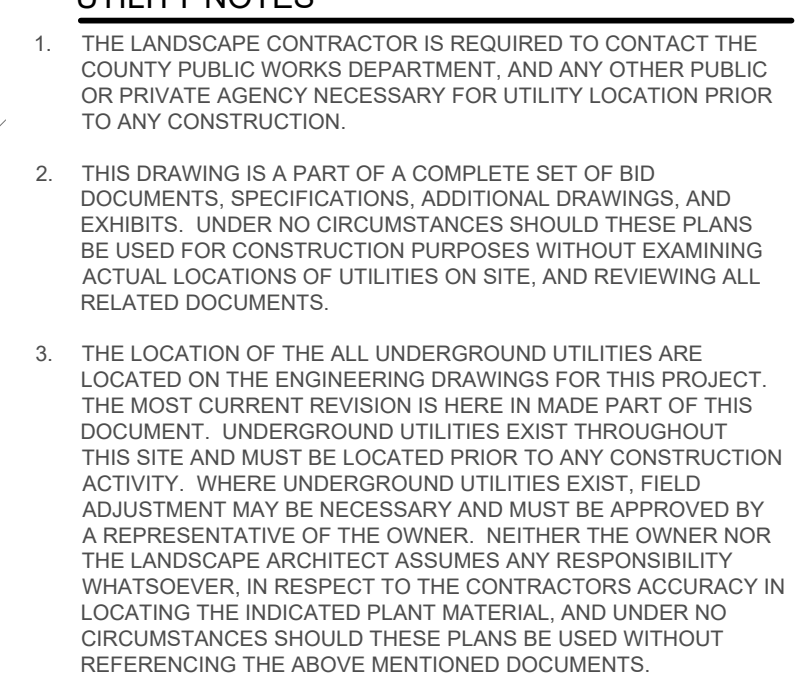 UTILITY NOTES
1. THE LANDSCAPE CONTRACTOR IS REQUIRED TO CONTACT THE
COUNTY PUBLIC WORKS DEPARTMENT, AND ANY OTHER PUBLIC
OR PRIVATE AGENCY NECESSARY FOR UTILITY LOCATION PRIOR
TO ANY CONSTRUCTION.
2. THIS DRAWING IS A PART OF A COMPLETE SET OF BID
DOCUMENTS, SPECIFICATIONS, ADDITIONAL DRAWINGS, AND
EXHIBITS. UNDER NO CIRCUMSTANCES SHOULD THESE PLANS
BE USED FOR CONSTRUCTION PURPOSES WITHOUT EXAMINING
ACTUAL LOCATIONS OF UTILITIES ON SITE, AND REVIEWING ALL
RELATED DOCUMENTS.
3. THE LOCATION OF THE ALL UNDERGROUND UTILITIES ARE
LOCATED ON THE ENGINEERING DRAWINGS FOR THIS PROJECT.
THE MOST CURRENT REVISION IS HERE IN MADE PART OF THIS
DOCUMENT. UNDERGROUND UTILITIES EXIST THROUGHOUT
THIS SITE AND MUST BE LOCATED PRIOR TO ANY CONSTRUCTION
ACTIVITY. WHERE UNDERGROUND UTILITIES EXIST, FIELD
ADJUSTMENT MAY BE NECESSARY AND MUST BE APPROVED BY
A REPRESENTATIVE OF THE OWNER. NEITHER THE OWNER NOR
THE LANDSCAPE ARCHITECT ASSUMES ANY RESPONSIBILITY
WHATSOEVER, IN RESPECT TO THE CONTRACTORS ACCURACY IN
LOCATING THE INDICATED PLANT MATERIAL, AND UNDER NO
CIRCUMSTANCES SHOULD THESE PLANS BE USED WITHOUT
REFERENCING THE ABOVE MENTIONED DOCUMENTS.